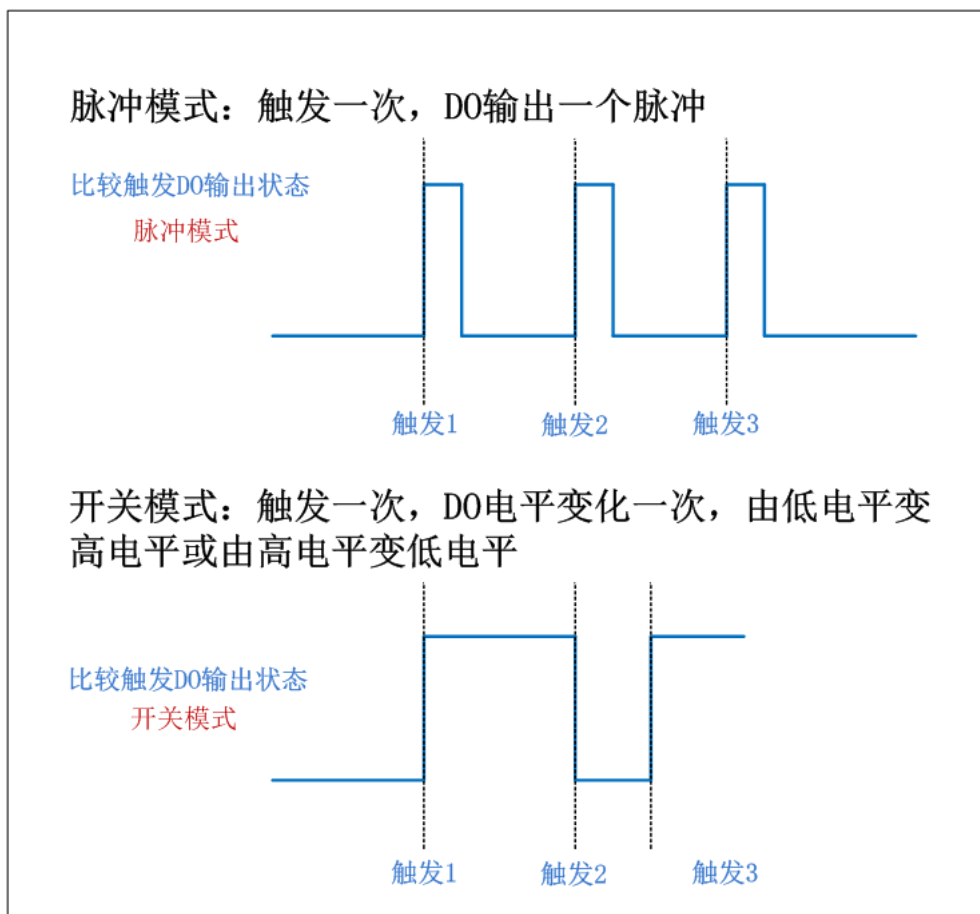 脉冲模式：触发一次，DO输出一个脉冲
比较触发DO输出状态
脉冲模式
触发1
触发2
触发3
开关模式：触发一次，DO电平变化一次，由低电平变
高电平或由高电平变低电平
比较触发DO输出状态
开关模式
触发1
触发2
触发3